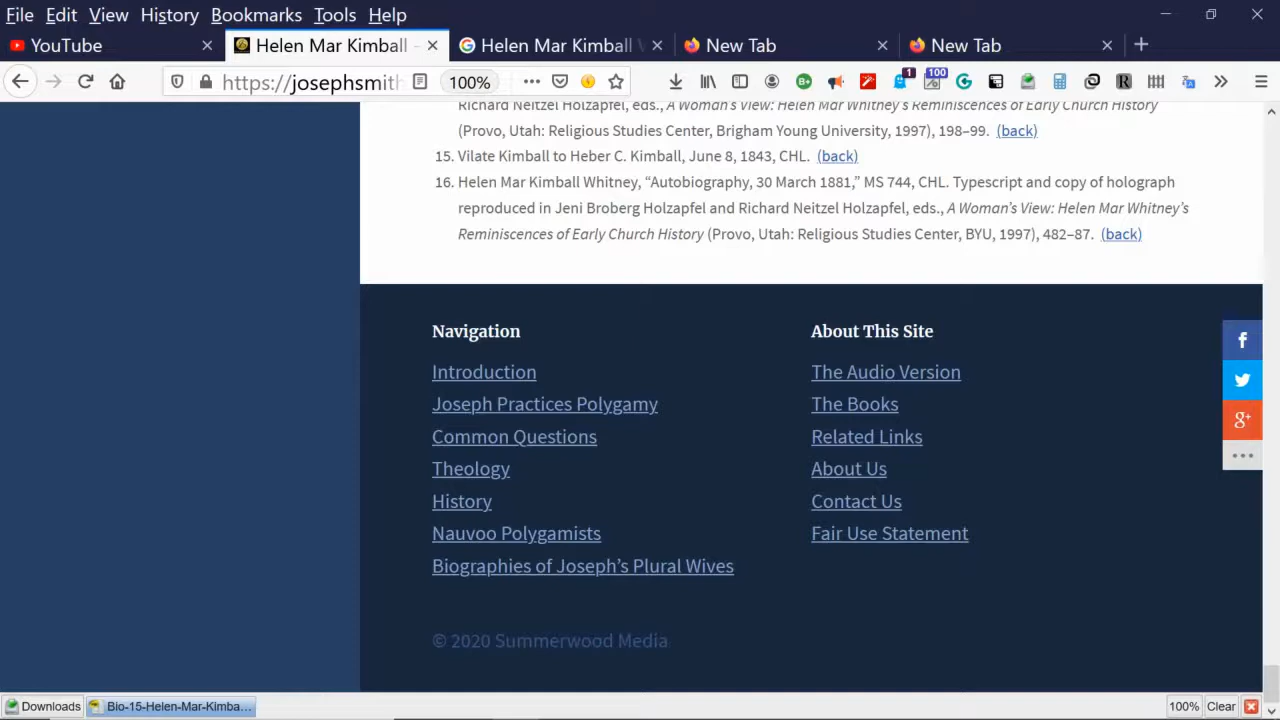 File Edit View History Bookmarks Tools Help
YouTube Helen Mar Kimball Helen Mar Kimball New Tab New Tab
https://josephsmith 100% 1 100
Richard Neitzel Holzapfel, eds., A Woman's View: Helen Mar Whitney's Reminiscences of Early Church History
(Provo, Utah: Religious Studies Center, Brigham Young University, 1997), 198–99. (back)
15. Vilate Kimball to Heber C. Kimball, June 8, 1843, CHL. (back)
16. Helen Mar Kimball Whitney, “Autobiography, 30 March 1881,” MS 744, CHL. Typescript and copy of holograph
reproduced in Jeni Broberg Holzapfel and Richard Neitzel Holzapfel, eds., A Woman’s View: Helen Mar Whitney’s
Reminiscences of Early Church History (Provo, Utah: Religious Studies Center, BYU, 1997), 482–87. (back)
Navigation
Introduction
Joseph Practices Polygamy
Common Questions
Theology
History
Nauvoo Polygamists
Biographies of Joseph’s Plural Wives
About This Site
The Audio Version
The Books
Related Links
About Us
Contact Us
Fair Use Statement
© 2020 Summerwood Media
Downloads Bio-15-Helen-Mar-Kimba... 100% Clear